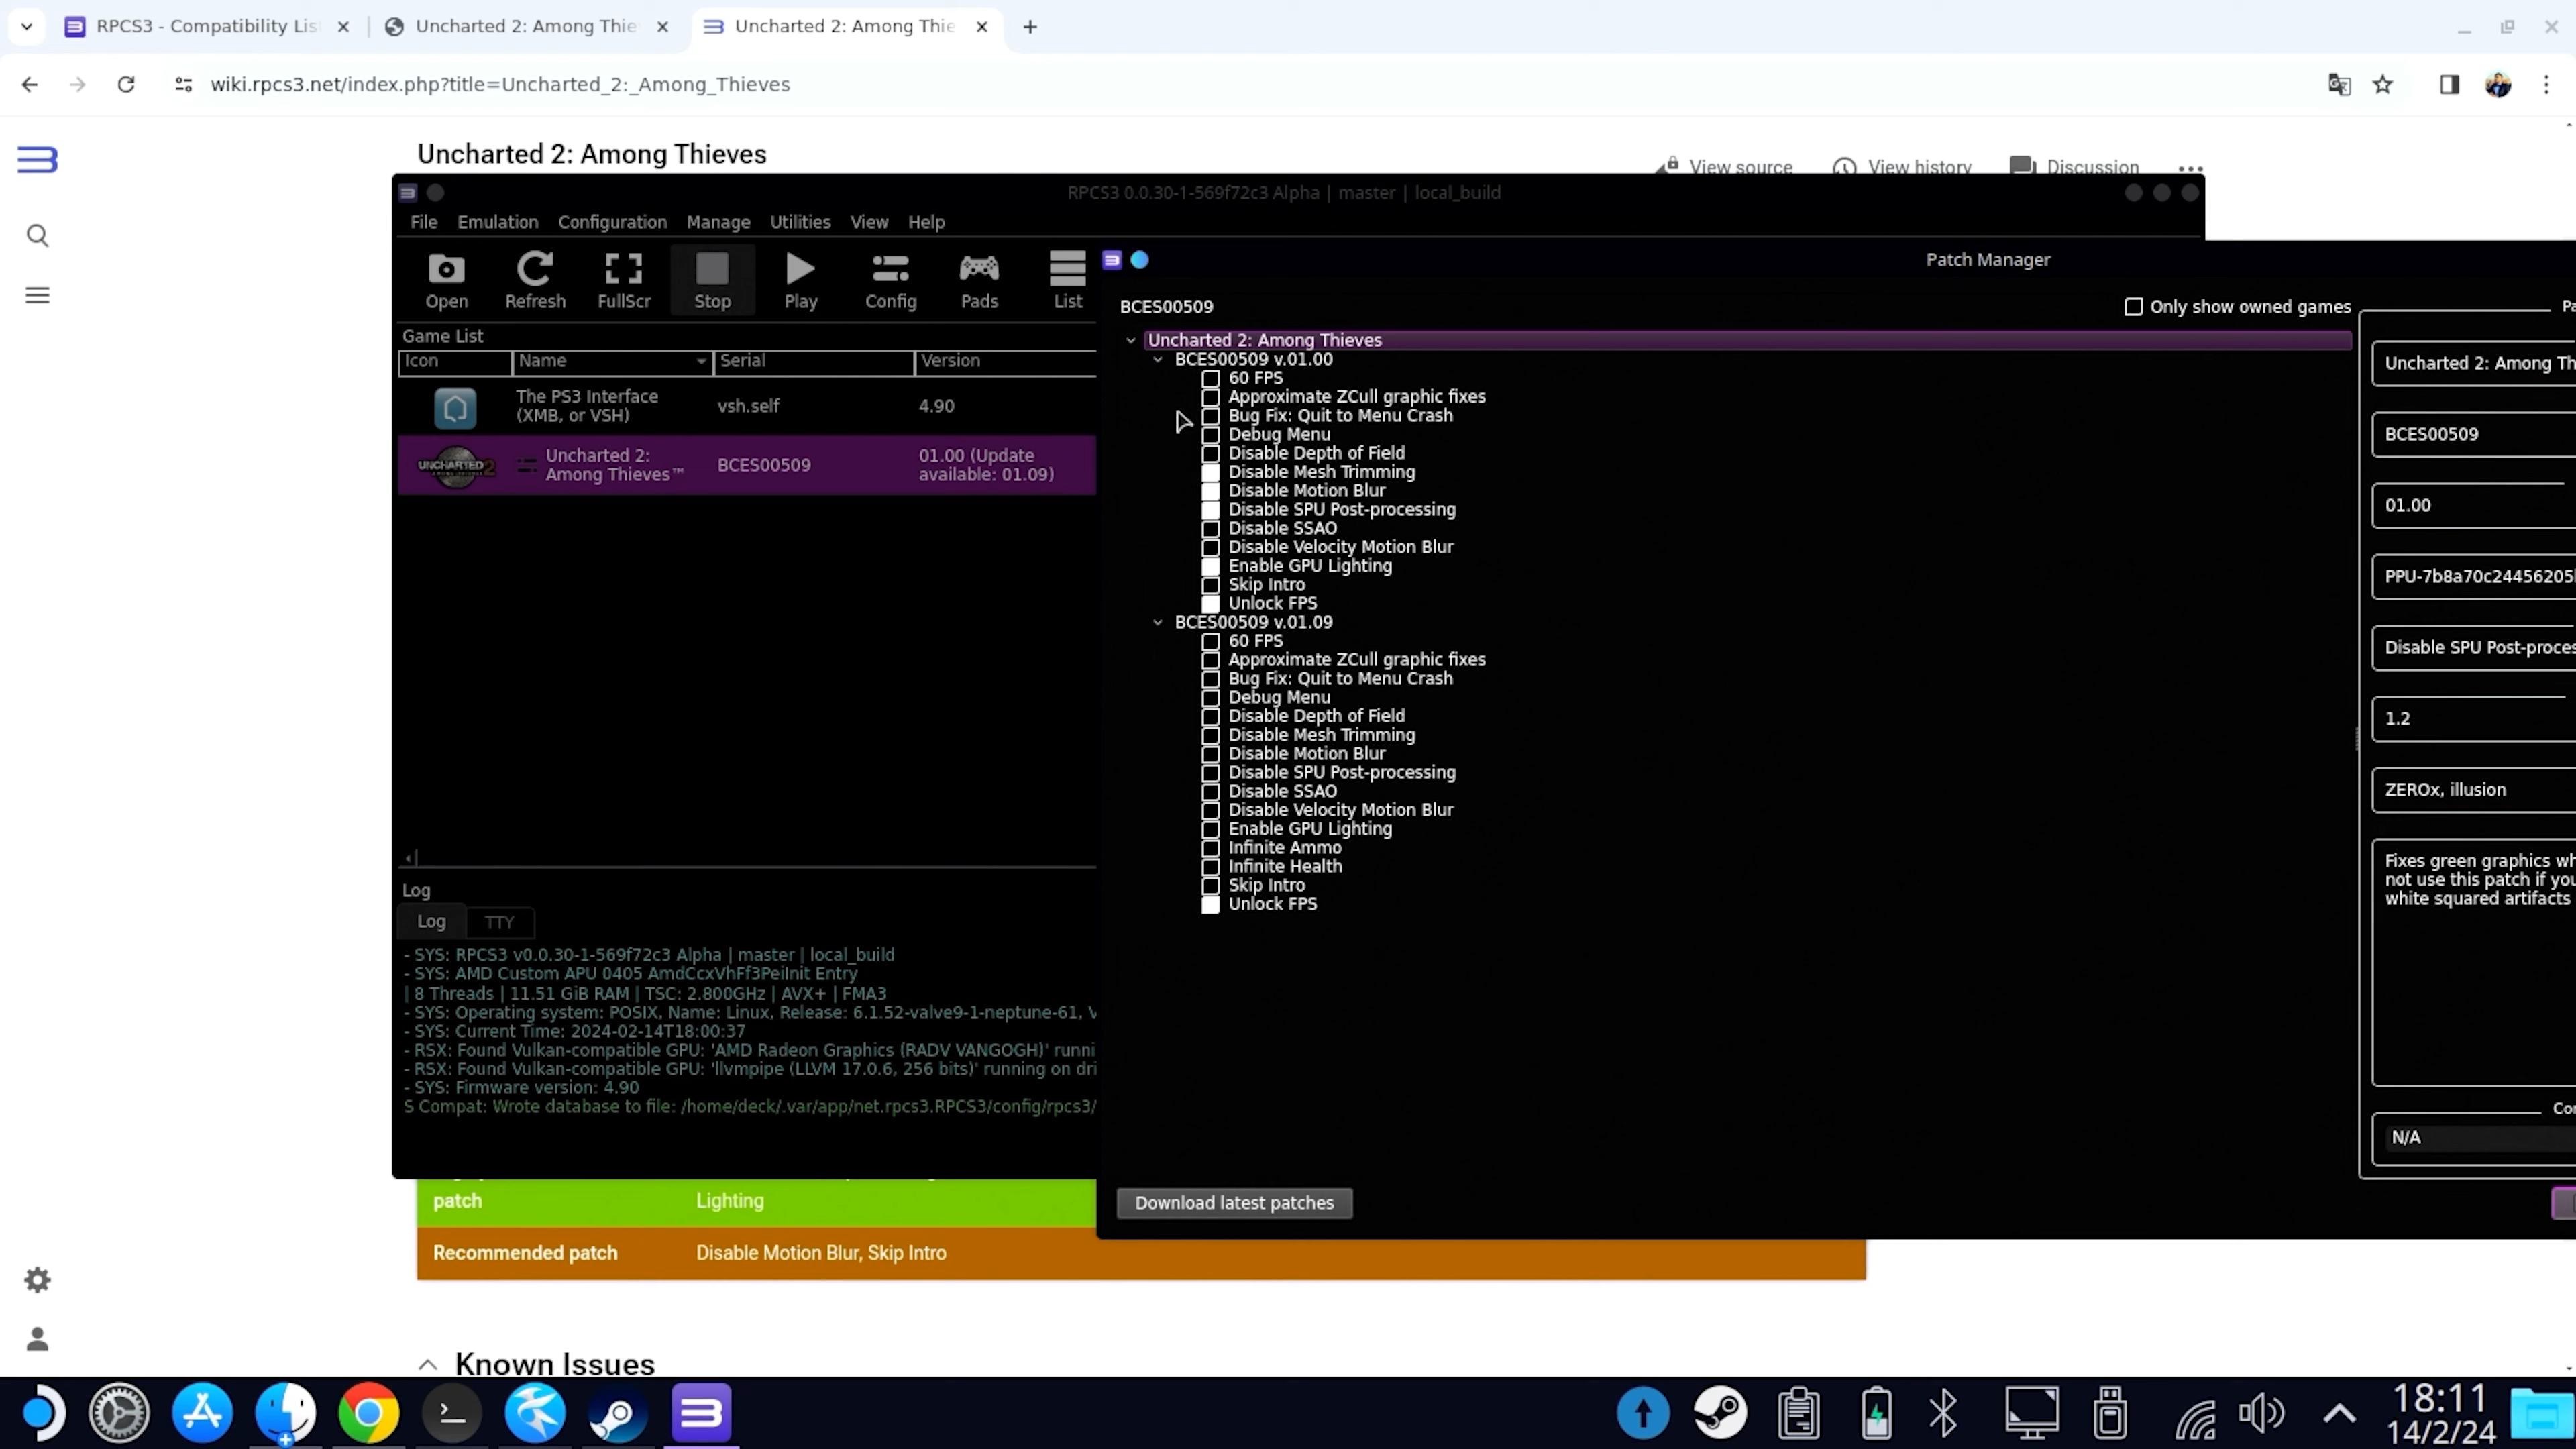 RPCS3 - Compatibility Lis
Uncharted 2: Among Thie
Uncharted 2: Among Thie
wiki.rpcs3.net/index.php?title=Uncharted_2:_Among_Thieves
Uncharted 2: Among Thieves
View source
View history
Discussion
RPCS3 0.0.30-1-569f72c3 Alpha | master | local_build
File
Emulation
Configuration
Manage
Utilities
View
Help
Open
Refresh
FullScr
Stop
Play
Config
Pads
List
Game List
Icon
Name
Serial
Version
The PS3 Interface
(XMB, or VSH)
vsh.self
4.90
UNCHARTED 2
Uncharted 2:
Among Thieves™
BCES00509
01.00 (Update
available: 01.09)
Log
Log
TTY
- SYS: RPCS3 v0.0.30-1-569f72c3 Alpha | master | local_build
- SYS: AMD Custom APU 0405 AmdCcxVhFf3PeiInit Entry
| 8 Threads | 11.51 GiB RAM | TSC: 2.800GHz | AVX+ | FMA3
- SYS: Operating system: POSIX, Name: Linux, Release: 6.1.52-valve9-1-neptune-61, V
- SYS: Current Time: 2024-02-14T18:00:37
- RSX: Found Vulkan-compatible GPU: 'AMD Radeon Graphics (RADV VANGOGH)' runni
- RSX: Found Vulkan-compatible GPU: 'llvmpipe (LLVM 17.0.6, 256 bits)' running on dri
- SYS: Firmware version: 4.90
S Compat: Wrote database to file: /home/deck/.var/app/net.rpcs3.RPCS3/config/rpcs3/
Patch Manager
BCES00509
Only show owned games
Uncharted 2: Among Thieves
BCES00509 v.01.00
60 FPS
Approximate ZCull graphic fixes
Bug Fix: Quit to Menu Crash
Debug Menu
Disable Depth of Field
Disable Mesh Trimming
Disable Motion Blur
Disable SPU Post-processing
Disable SSAO
Disable Velocity Motion Blur
Enable GPU Lighting
Skip Intro
Unlock FPS
BCES00509 v.01.09
60 FPS
Approximate ZCull graphic fixes
Bug Fix: Quit to Menu Crash
Debug Menu
Disable Depth of Field
Disable Mesh Trimming
Disable Motion Blur
Disable SPU Post-processing
Disable SSAO
Disable Velocity Motion Blur
Enable GPU Lighting
Infinite Ammo
Infinite Health
Skip Intro
Unlock FPS
Download latest patches
Pa
Uncharted 2: Among Th
BCES00509
01.00
PPU-7b8a70c24456205
Disable SPU Post-proces
1.2
ZEROx, illusion
Fixes green graphics wh
not use this patch if you
white squared artifacts
Con
N/A
patch
Lighting
Recommended patch
Disable Motion Blur, Skip Intro
Known Issues
18:11
14/2/24